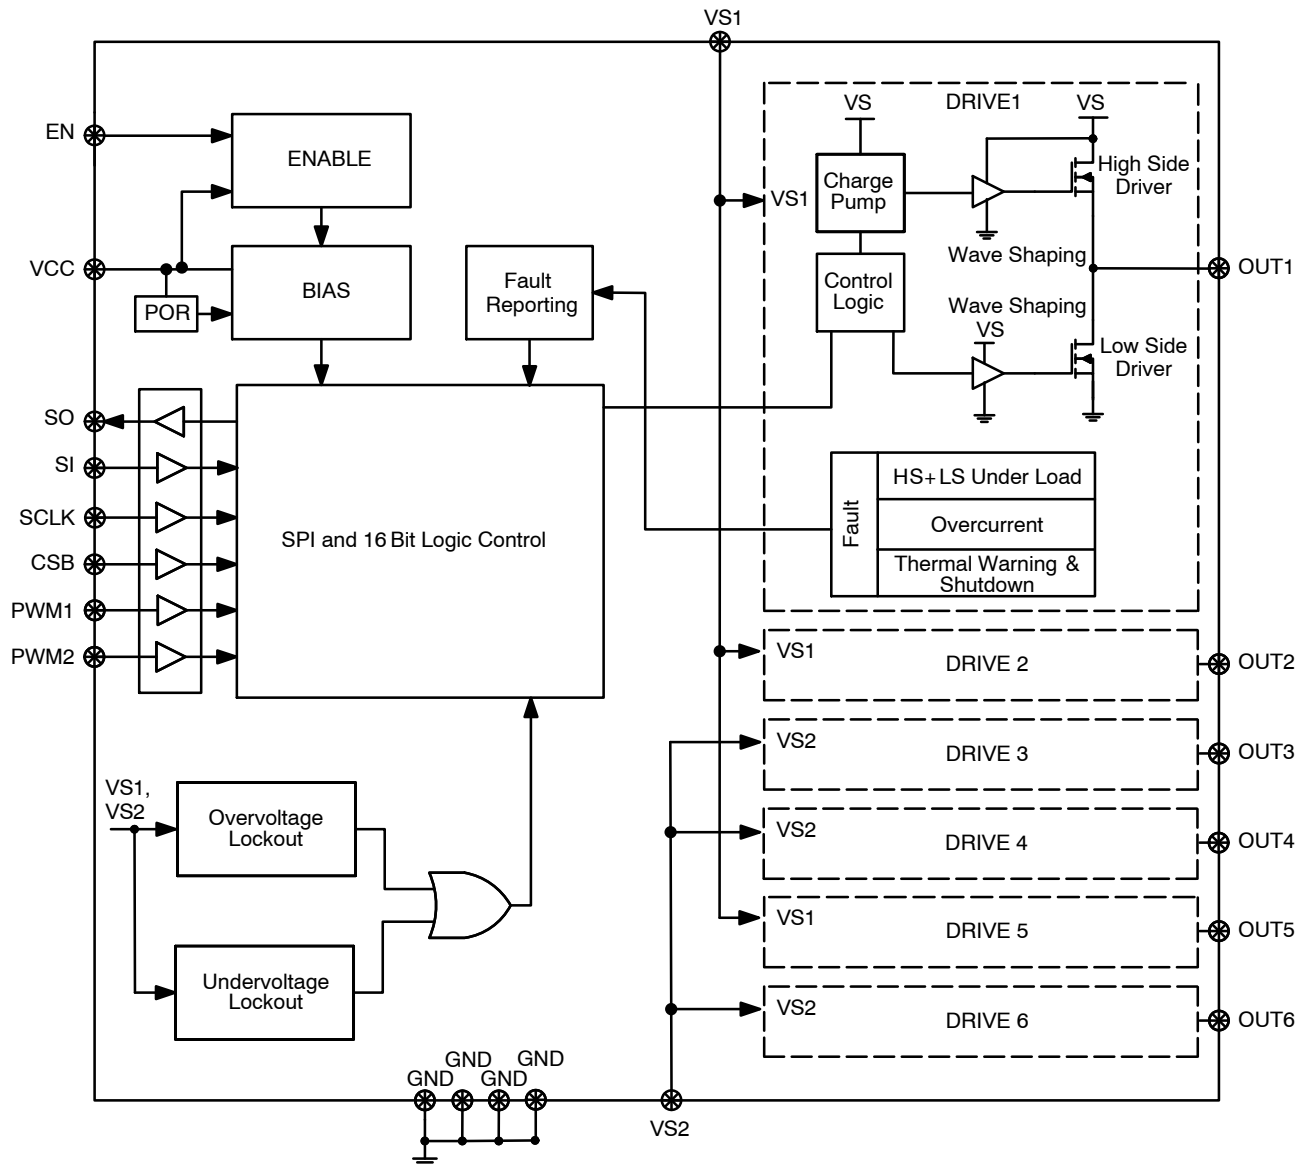 VS1
EN
ENABLE
VCC
POR
BIAS
Fault
Reporting
VS
DRIVE1
VS
VS1
Charge
Pump
High Side
Driver
Wave Shaping
OUT1
Control
Logic
Wave Shaping
VS
Low Side
Driver
SO
SI
SCLK
CSB
PWM1
PWM2
SPI and 16 Bit Logic Control
Fault
HS+LS Under Load
Overcurrent
Thermal Warning &
Shutdown
VS1
DRIVE 2
OUT2
VS2
DRIVE 3
OUT3
VS2
DRIVE 4
OUT4
VS1
DRIVE 5
OUT5
VS2
DRIVE 6
OUT6
VS1,
VS2
Overvoltage
Lockout
Undervoltage
Lockout
GND
GND
GND
GND
VS2